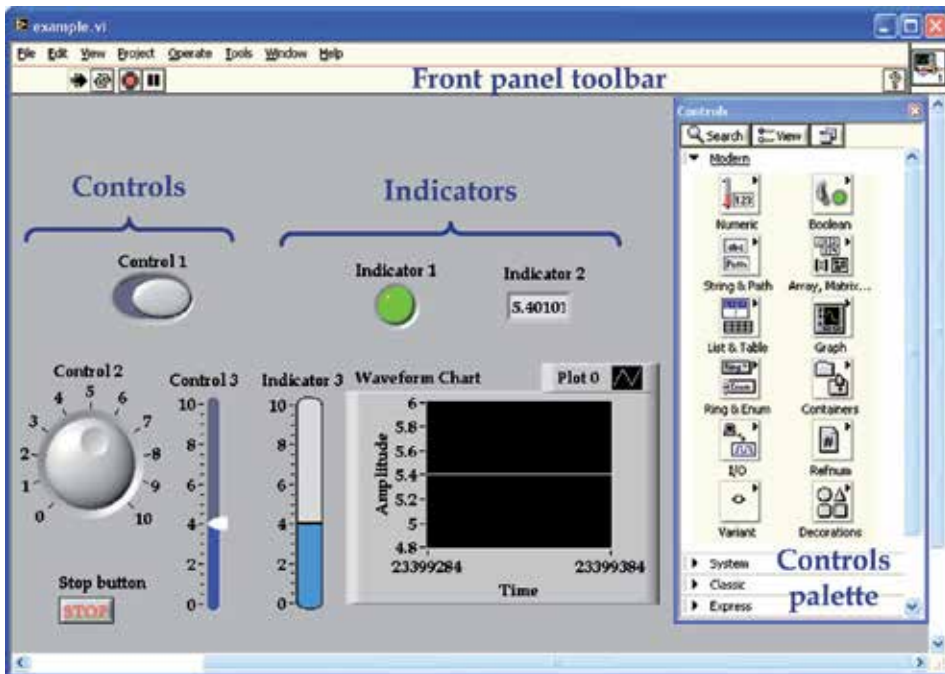 example.vi
File Edit View Project Operate Tools Window Help
Front panel toolbar
Controls
Search View
Modern
Numeric Boolean
String & Path Array, Matrix...
List & Table Graph
Ring & Enum Containers
I/O Refnum
Variant Decorations
System
Classic
Express
Controls
palette
Controls
Indicators
Control 1
Indicator 1
Indicator 2
5.40101
Control 2
0 1 2 3 4 5 6 7 8 9 10
Control 3
10
8
6
4
2
0
Indicator 3
10
8
6
4
2
0
Waveform Chart
Plot 0
Amplitude
6
5.8
5.6
5.4
5.2
5
4.8
23399284 23399384
Time
Stop button
STOP